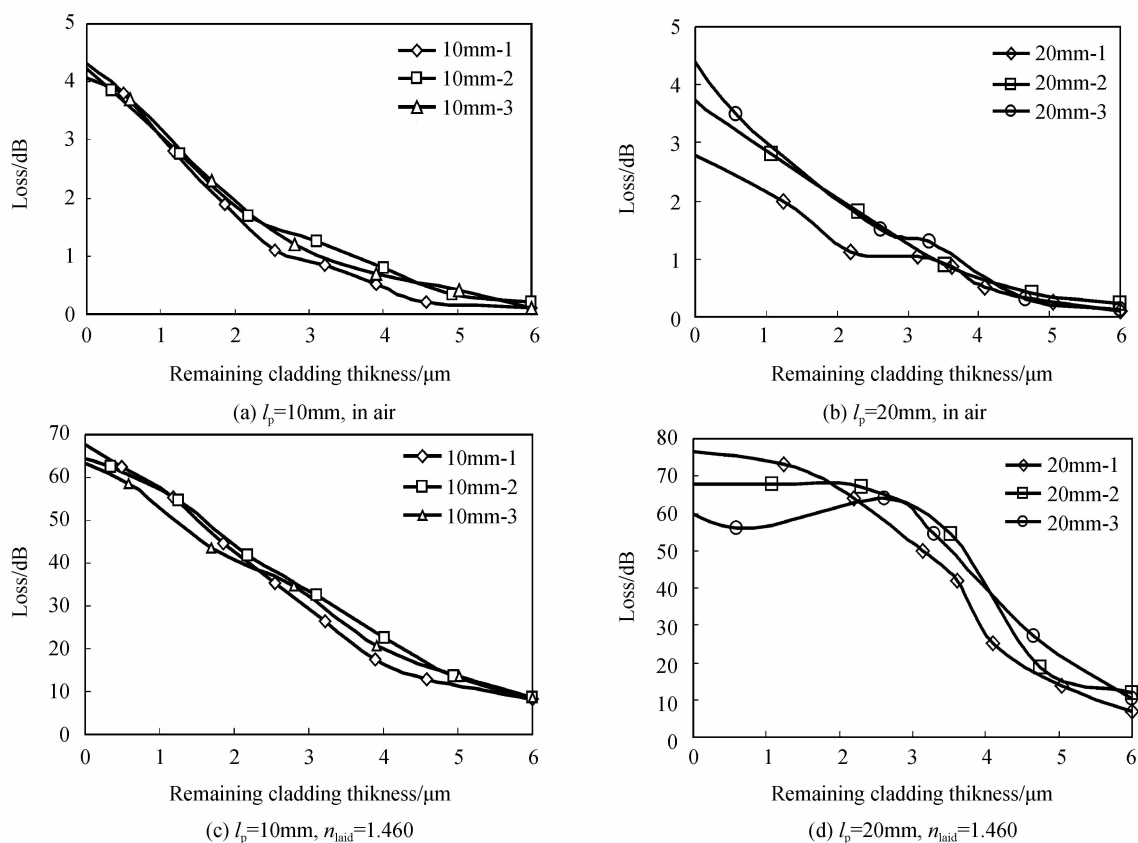 5
4
3
2
1
0
Loss/dB
10mm-1
10mm-2
10mm-3
0 1 2 3 4 5 6
Remaining cladding thikness/μm
(a) lp=10mm, in air
5
4
3
2
1
0
Loss/dB
20mm-1
20mm-2
20mm-3
0 1 2 3 4 5 6
Remaining cladding thikness/μm
(b) lp=20mm, in air
70
60
50
40
30
20
10
0
Loss/dB
10mm-1
10mm-2
10mm-3
0 1 2 3 4 5 6
Remaining cladding thikness/μm
(c) lp=10mm, nlaid=1.460
80
70
60
50
40
30
20
10
0
Loss/dB
20mm-1
20mm-2
20mm-3
0 1 2 3 4 5 6
Remaining cladding thikness/μm
(d) lp=20mm, nlaid=1.460